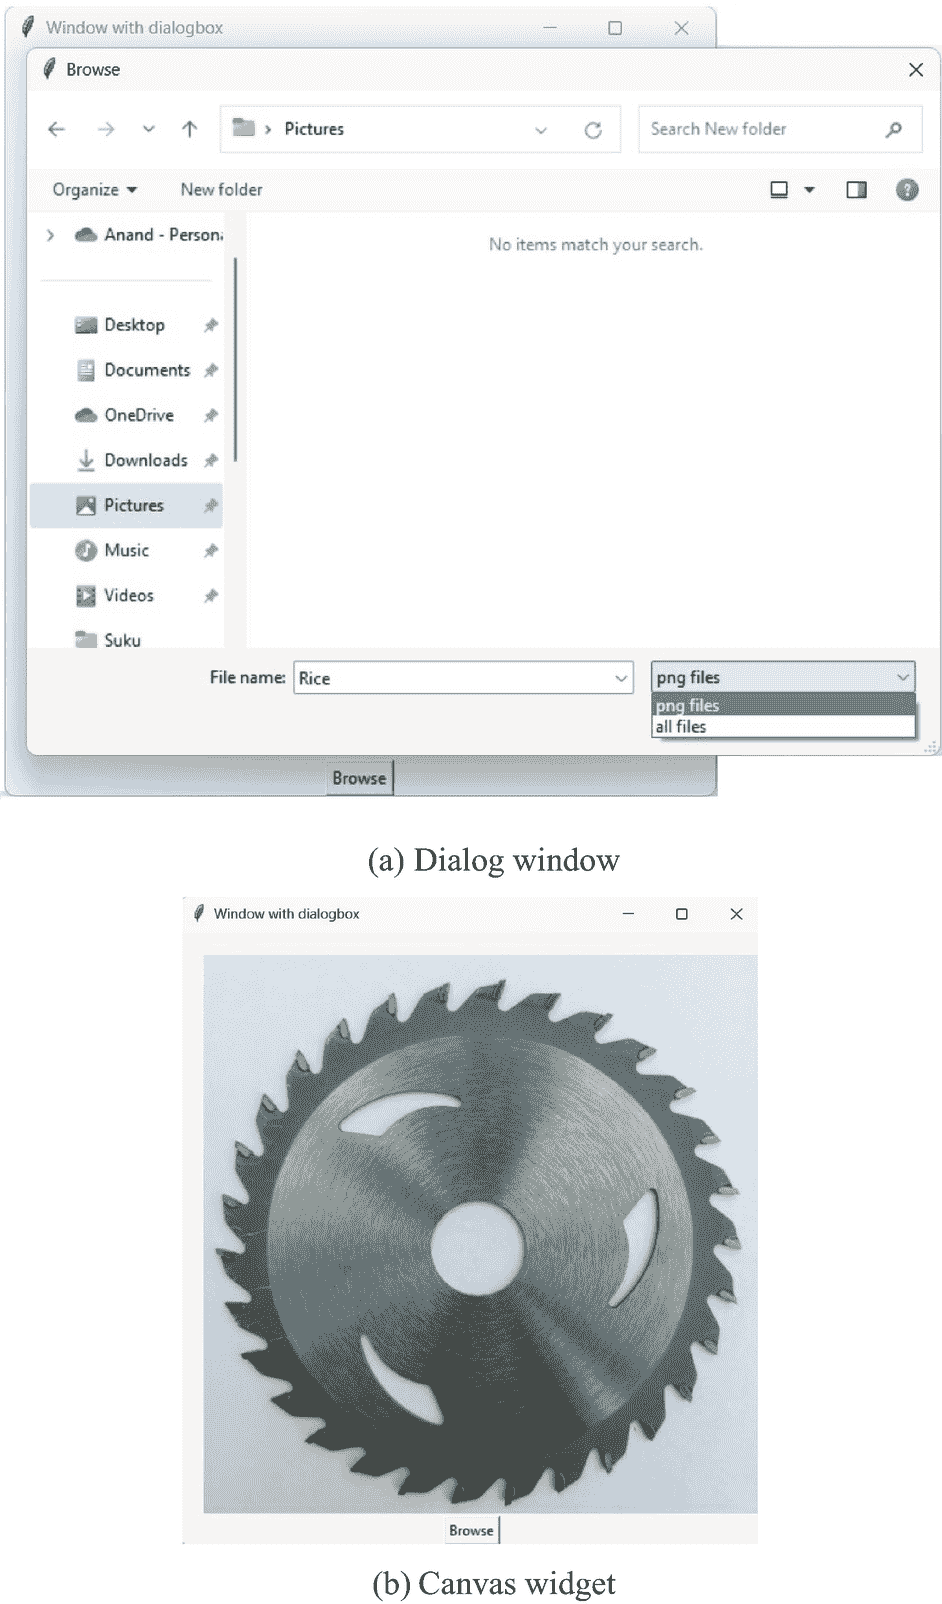 Window with dialogbox
Browse
Pictures
Search New folder
Organize
New folder
Anand - Persona
No items match your search.
Desktop
Documents
OneDrive
Downloads
Pictures
Music
Videos
Suku
File name: Rice
png files
png files
all files
Browse
(a) Dialog window
Window with dialogbox
Browse
(b) Canvas widget